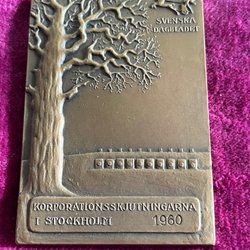 SVENSKA
DAGBLADET
KORPORATIONSSKJUTNINGARNA
I STOCKHOLM 1960